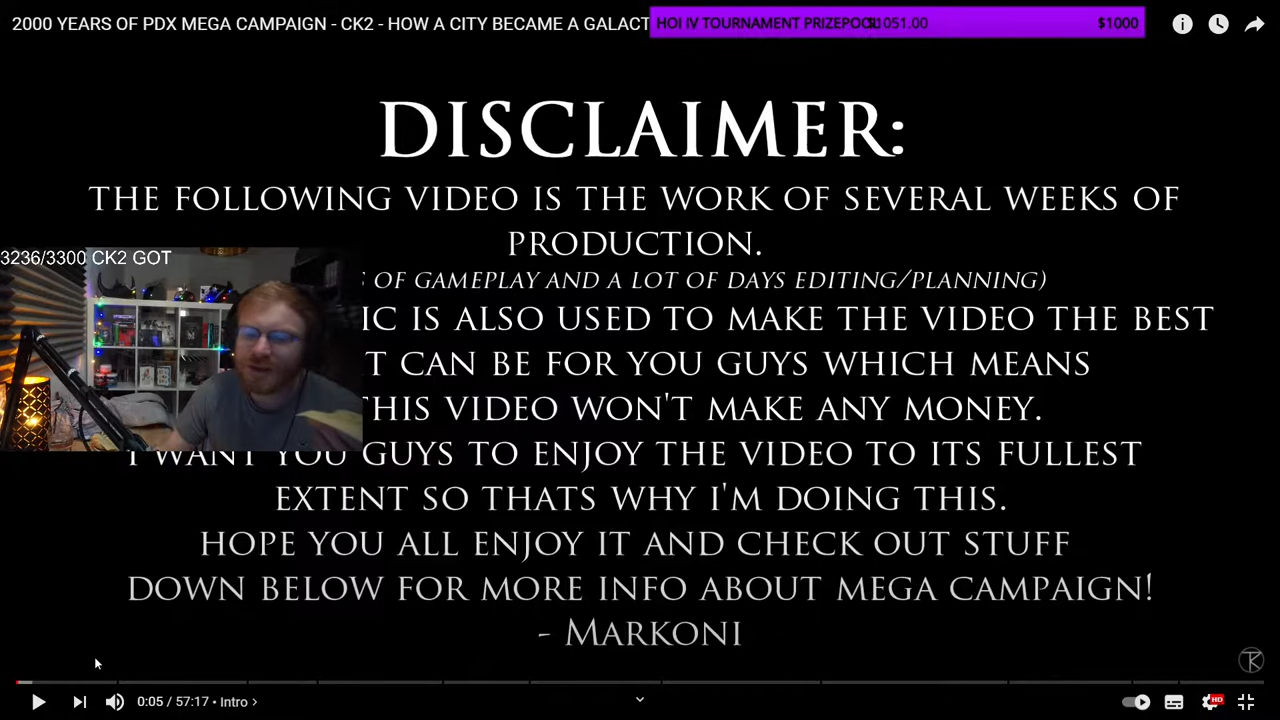 2000 YEARS OF PDX MEGA CAMPAIGN - CK2 - HOW A CITY BECAME A GALACT
HOI IV TOURNAMENT PRIZEPOOL $1051.00 $1000
DISCLAIMER:
THE FOLLOWING VIDEO IS THE WORK OF SEVERAL WEEKS OF
PRODUCTION.
3236/3300 CK2 GOT
OF GAMEPLAY AND A LOT OF DAYS EDITING/PLANNING)
IC IS ALSO USED TO MAKE THE VIDEO THE BEST
T CAN BE FOR YOU GUYS WHICH MEANS
THIS VIDEO WON'T MAKE ANY MONEY.
I WANT YOU GUYS TO ENJOY THE VIDEO TO ITS FULLEST
EXTENT SO THATS WHY I'M DOING THIS.
HOPE YOU ALL ENJOY IT AND CHECK OUT STUFF
DOWN BELOW FOR MORE INFO ABOUT MEGA CAMPAIGN!
- MARKONI
0:05 / 57:17 • Intro >
HD